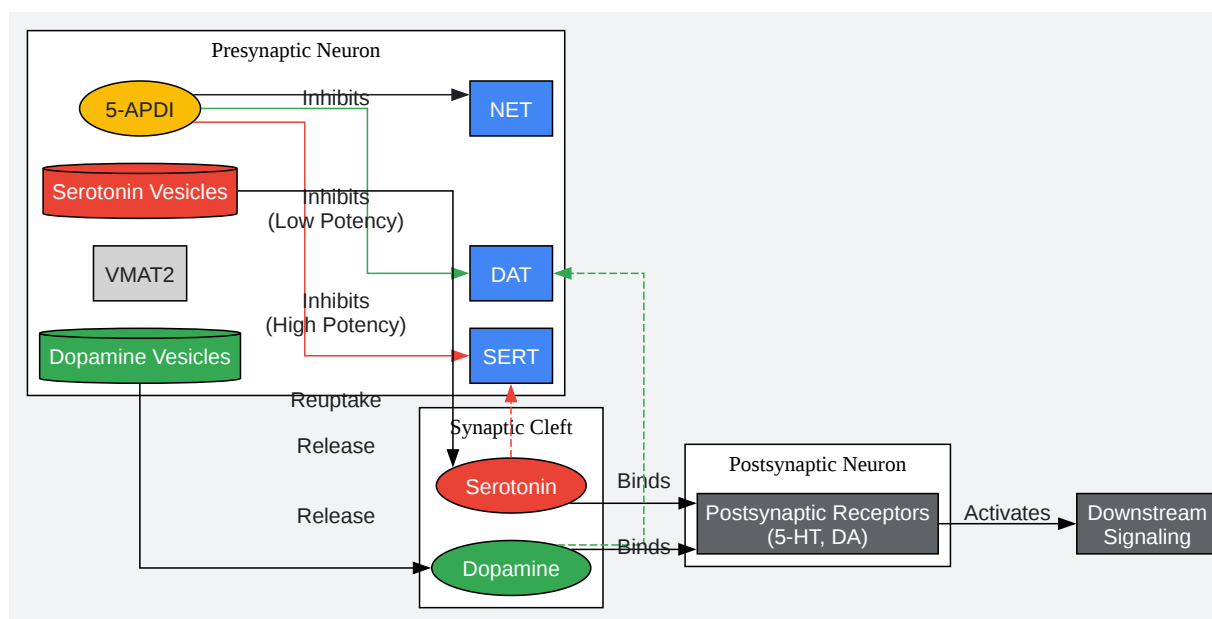 Presynaptic Neuron
5-APDI
Inhibits
NET
Serotonin Vesicles
Inhibits
(Low Potency)
VMAT2
DAT
Inhibits
(High Potency)
Dopamine Vesicles
SERT
Reuptake
Synaptic Cleft
Release
Serotonin
Binds
Postsynaptic Neuron
Release
Postsynaptic Receptors
(5-HT, DA)
Activates
Downstream
Signaling
Dopamine
Binds